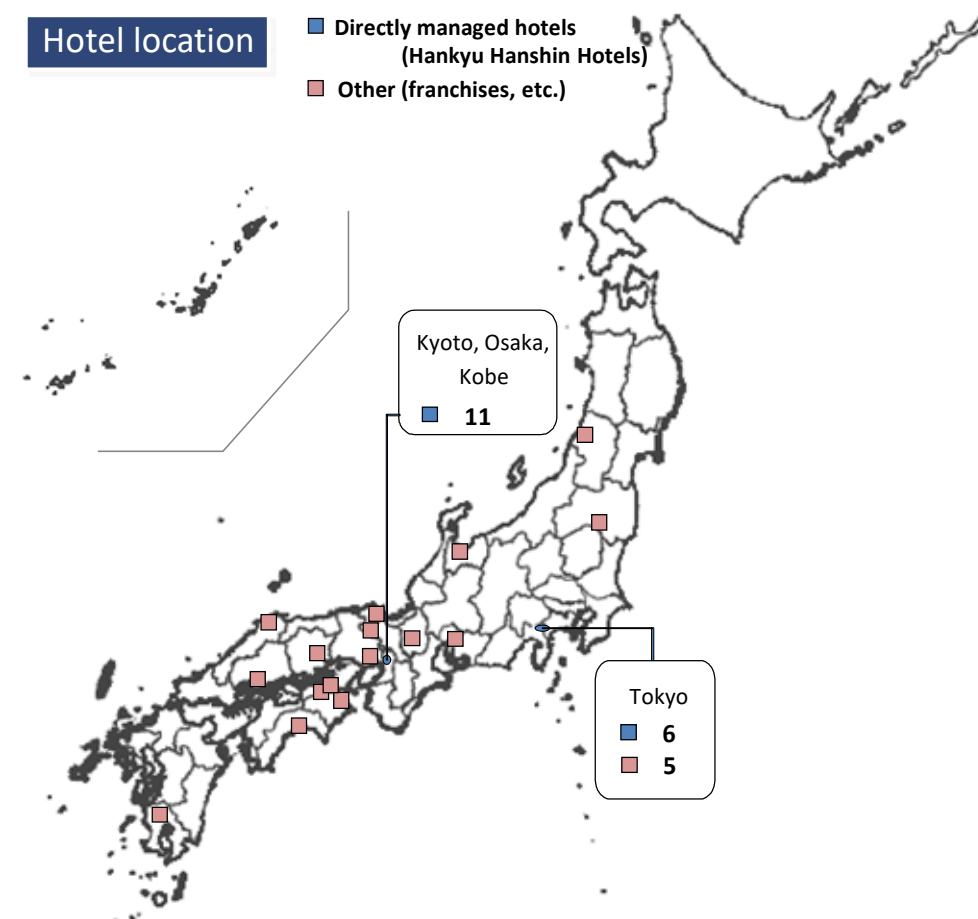 Hotel location
Directly managed hotels
(Hankyu Hanshin Hotels)
Other (franchises, etc.)
Kyoto, Osaka,
Kobe
11
Tokyo
6
5